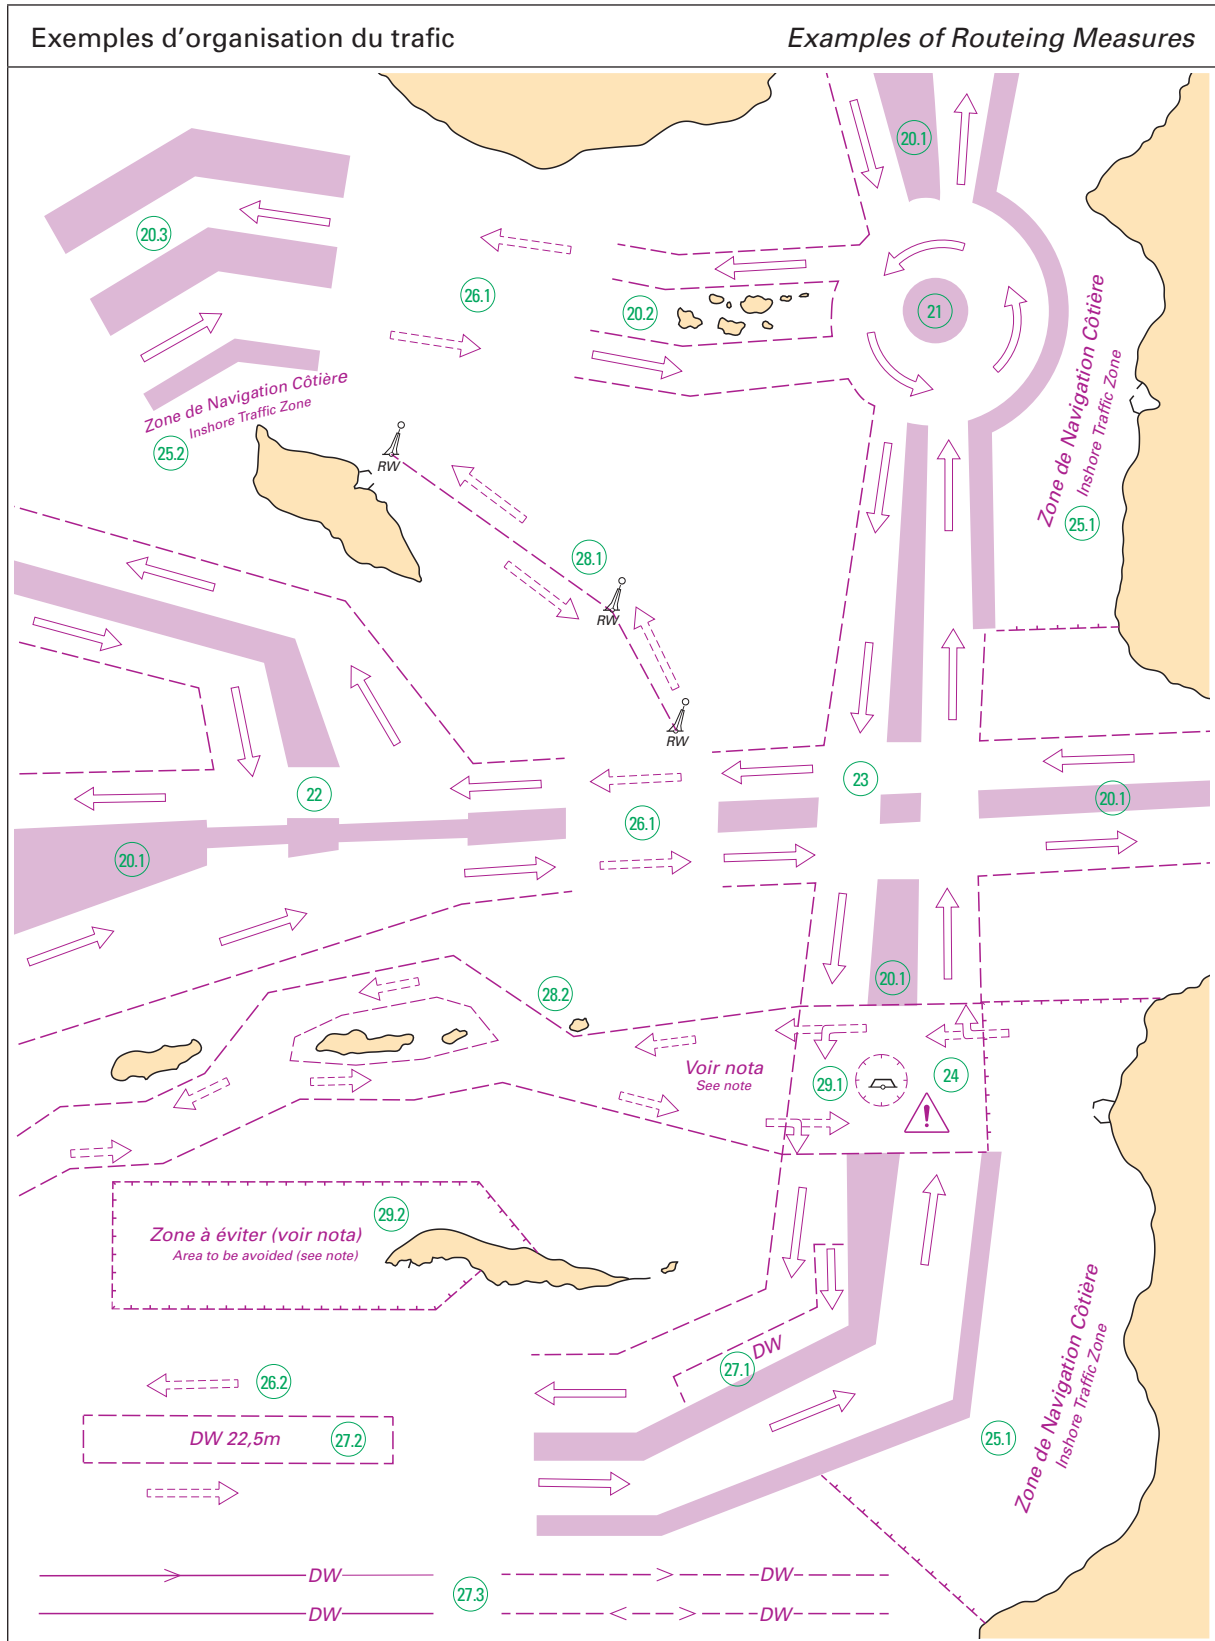 Exemples d'organisation du trafic
Examples of Routeing Measures
20.1
20.3
26.1
20.2
21
Zone de Navigation Côtière
Inshore Traffic Zone
25.1
Zone de Navigation Côtière
Inshore Traffic Zone
25.2
RW
28.1
RW
RW
22
23
20.1
26.1
20.1
20.1
28.2
Voir nota
See note
29.1
24
!
29.2
Zone à éviter (voir nota)
Area to be avoided (see note)
DW
27.1
26.2
DW 22,5m
27.2
25.1
Zone de Navigation Côtière
Inshore Traffic Zone
DW
DW
27.3
DW
DW